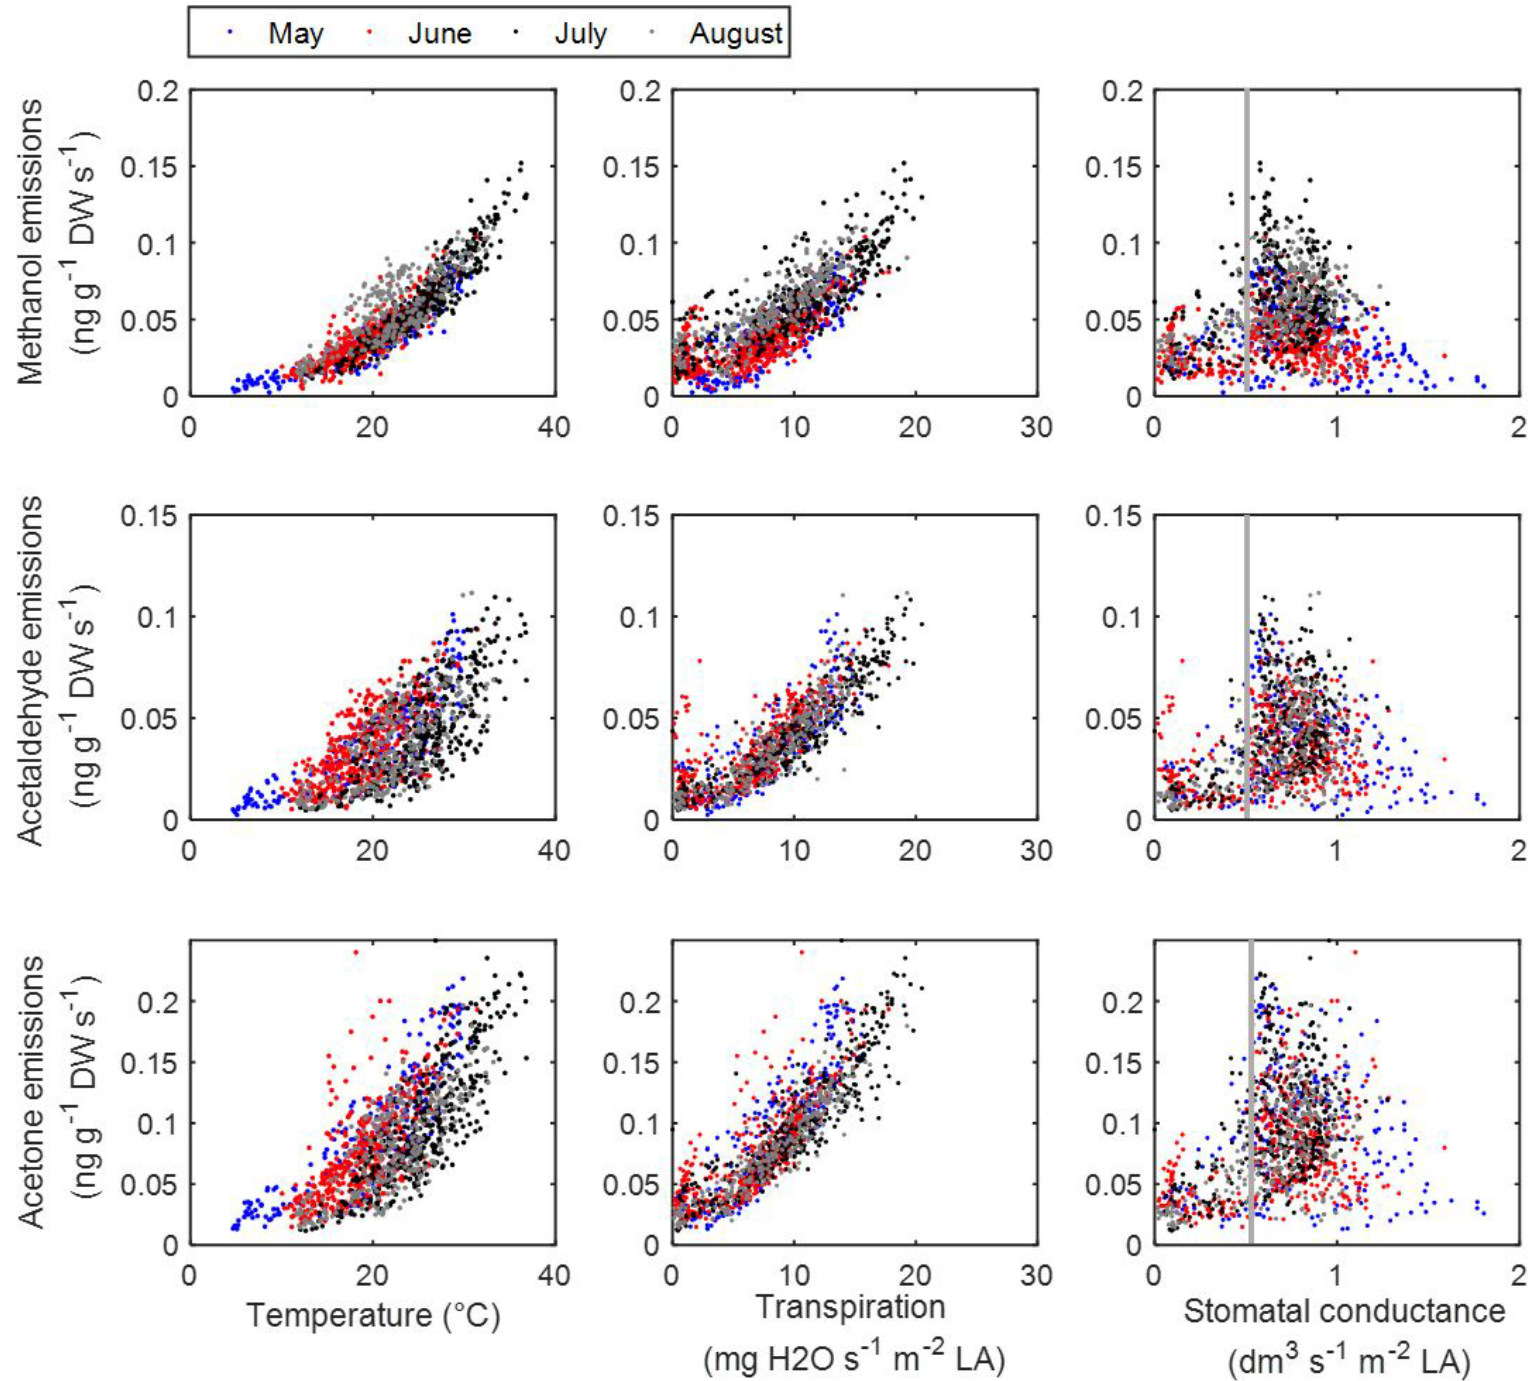 May June July August
Methanol emissions
(ng g-1 DW s-1)
0.2
0.15
0.1
0.05
0
0 20 40
0.2
0.15
0.1
0.05
0
0 10 20 30
0.2
0.15
0.1
0.05
0
0 1 2
Acetaldehyde emissions
(ng g-1 DW s-1)
0.15
0.1
0.05
0
0 20 40
0.15
0.1
0.05
0
0 10 20 30
0.15
0.1
0.05
0
0 1 2
Acetone emissions
(ng g-1 DW s-1)
0.2
0.15
0.1
0.05
0
0 20 40
Temperature (°C)
0.2
0.15
0.1
0.05
0
0 10 20 30
Transpiration
(mg H2O s-1 m-2 LA)
0.2
0.15
0.1
0.05
0
0 1 2
Stomatal conductance
(dm3 s-1 m-2 LA)